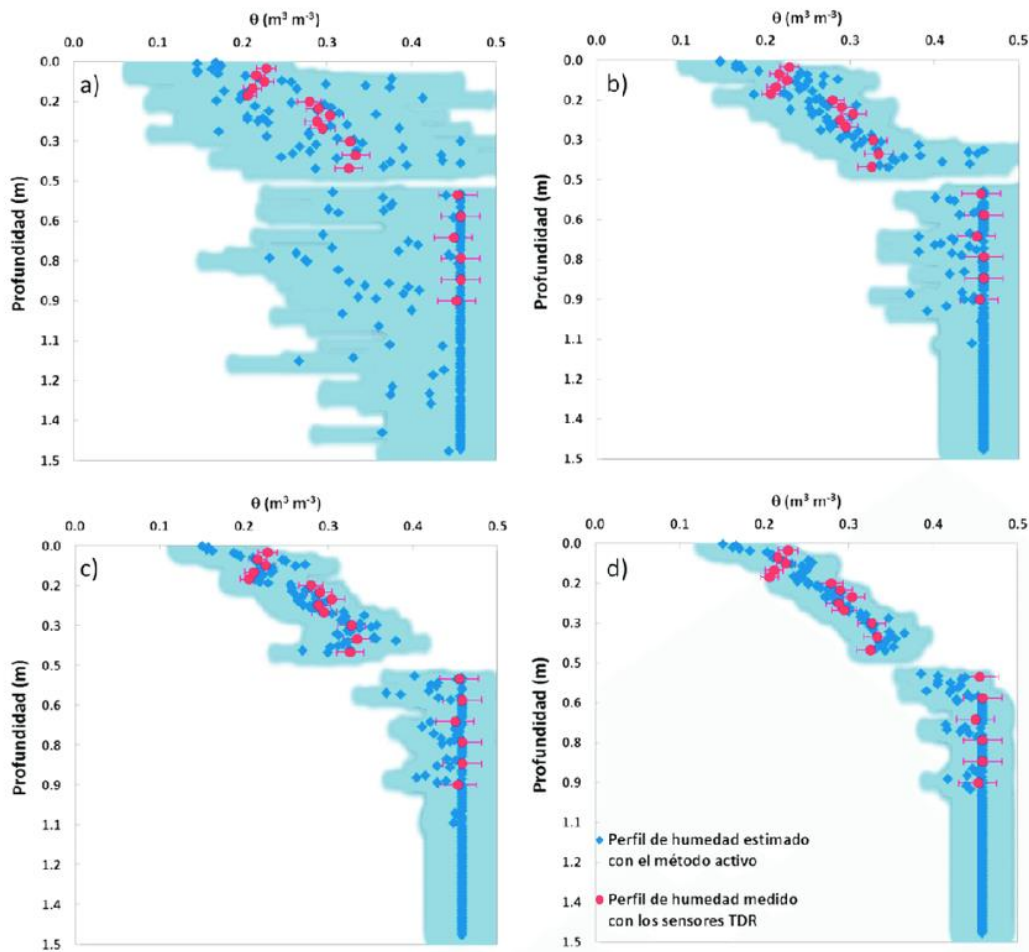 θ (m³ m⁻³)
0.0 0.1 0.2 0.3 0.4 0.5
a)
Profundidad (m)
0.0
0.2
0.3
0.5
0.6
0.8
0.9
1.1
1.2
1.4
1.5
θ (m³ m⁻³)
0.0 0.1 0.2 0.3 0.4 0.5
b)
Profundidad (m)
0.0
0.2
0.3
0.5
0.6
0.8
0.9
1.1
1.2
1.4
1.5
θ (m³ m⁻³)
0.0 0.1 0.2 0.3 0.4 0.5
c)
Profundidad (m)
0.0
0.2
0.3
0.5
0.6
0.8
0.9
1.1
1.2
1.4
1.5
θ (m³ m⁻³)
0.0 0.1 0.2 0.3 0.4 0.5
d)
Profundidad (m)
0.0
0.2
0.3
0.5
0.6
0.8
0.9
1.1
1.2
1.4
1.5
Perfil de humedad estimado
con el método activo
Perfil de humedad medido
con los sensores TDR